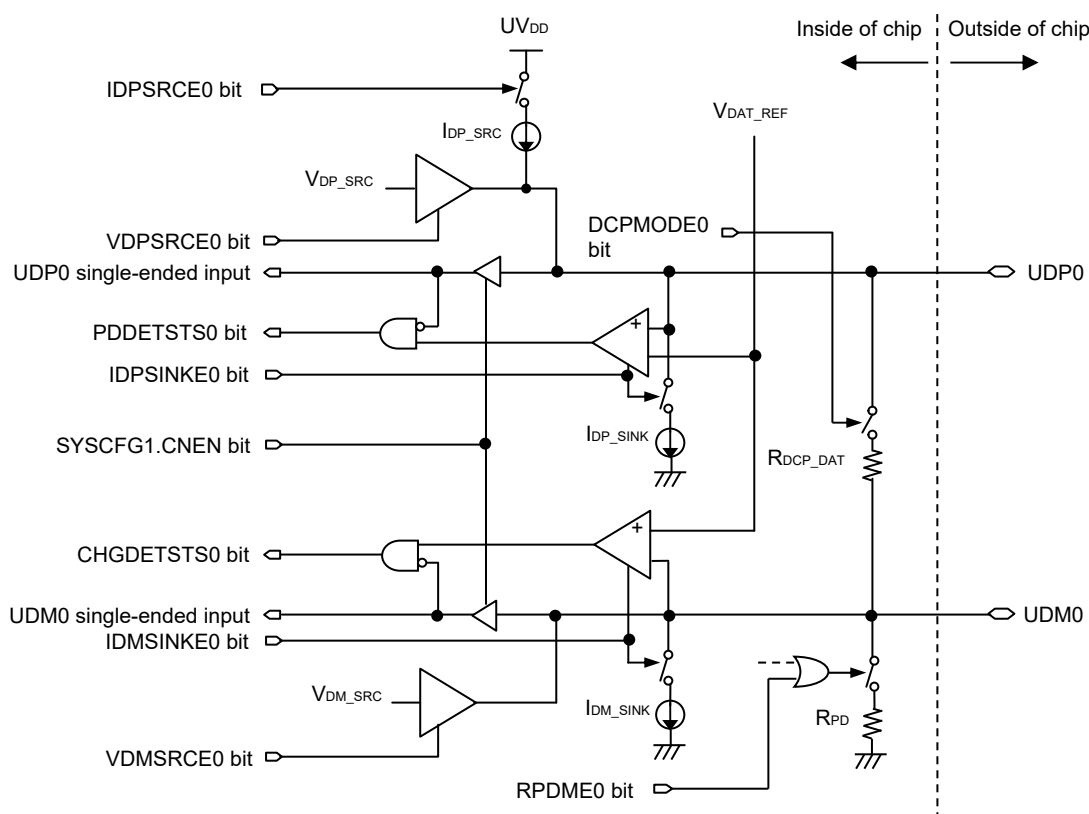 UVDD
Inside of chip
Outside of chip
IDPSRCE0 bit
VDAT_REF
IDP_SRC
VDP_SRC
DCPMODE0
bit
VDPSRCE0 bit
UDP0 single-ended input
UDP0
+
PDDETSTS0 bit
IDPSINKE0 bit
IDP_SINK
SYSCFG1.CNEN bit
RDCP_DAT
+
CHGDETSTS0 bit
UDM0 single-ended input
UDM0
IDMSINKE0 bit
VDM_SRC
IDM_SINK
RPD
VDMSRCE0 bit
RPDME0 bit